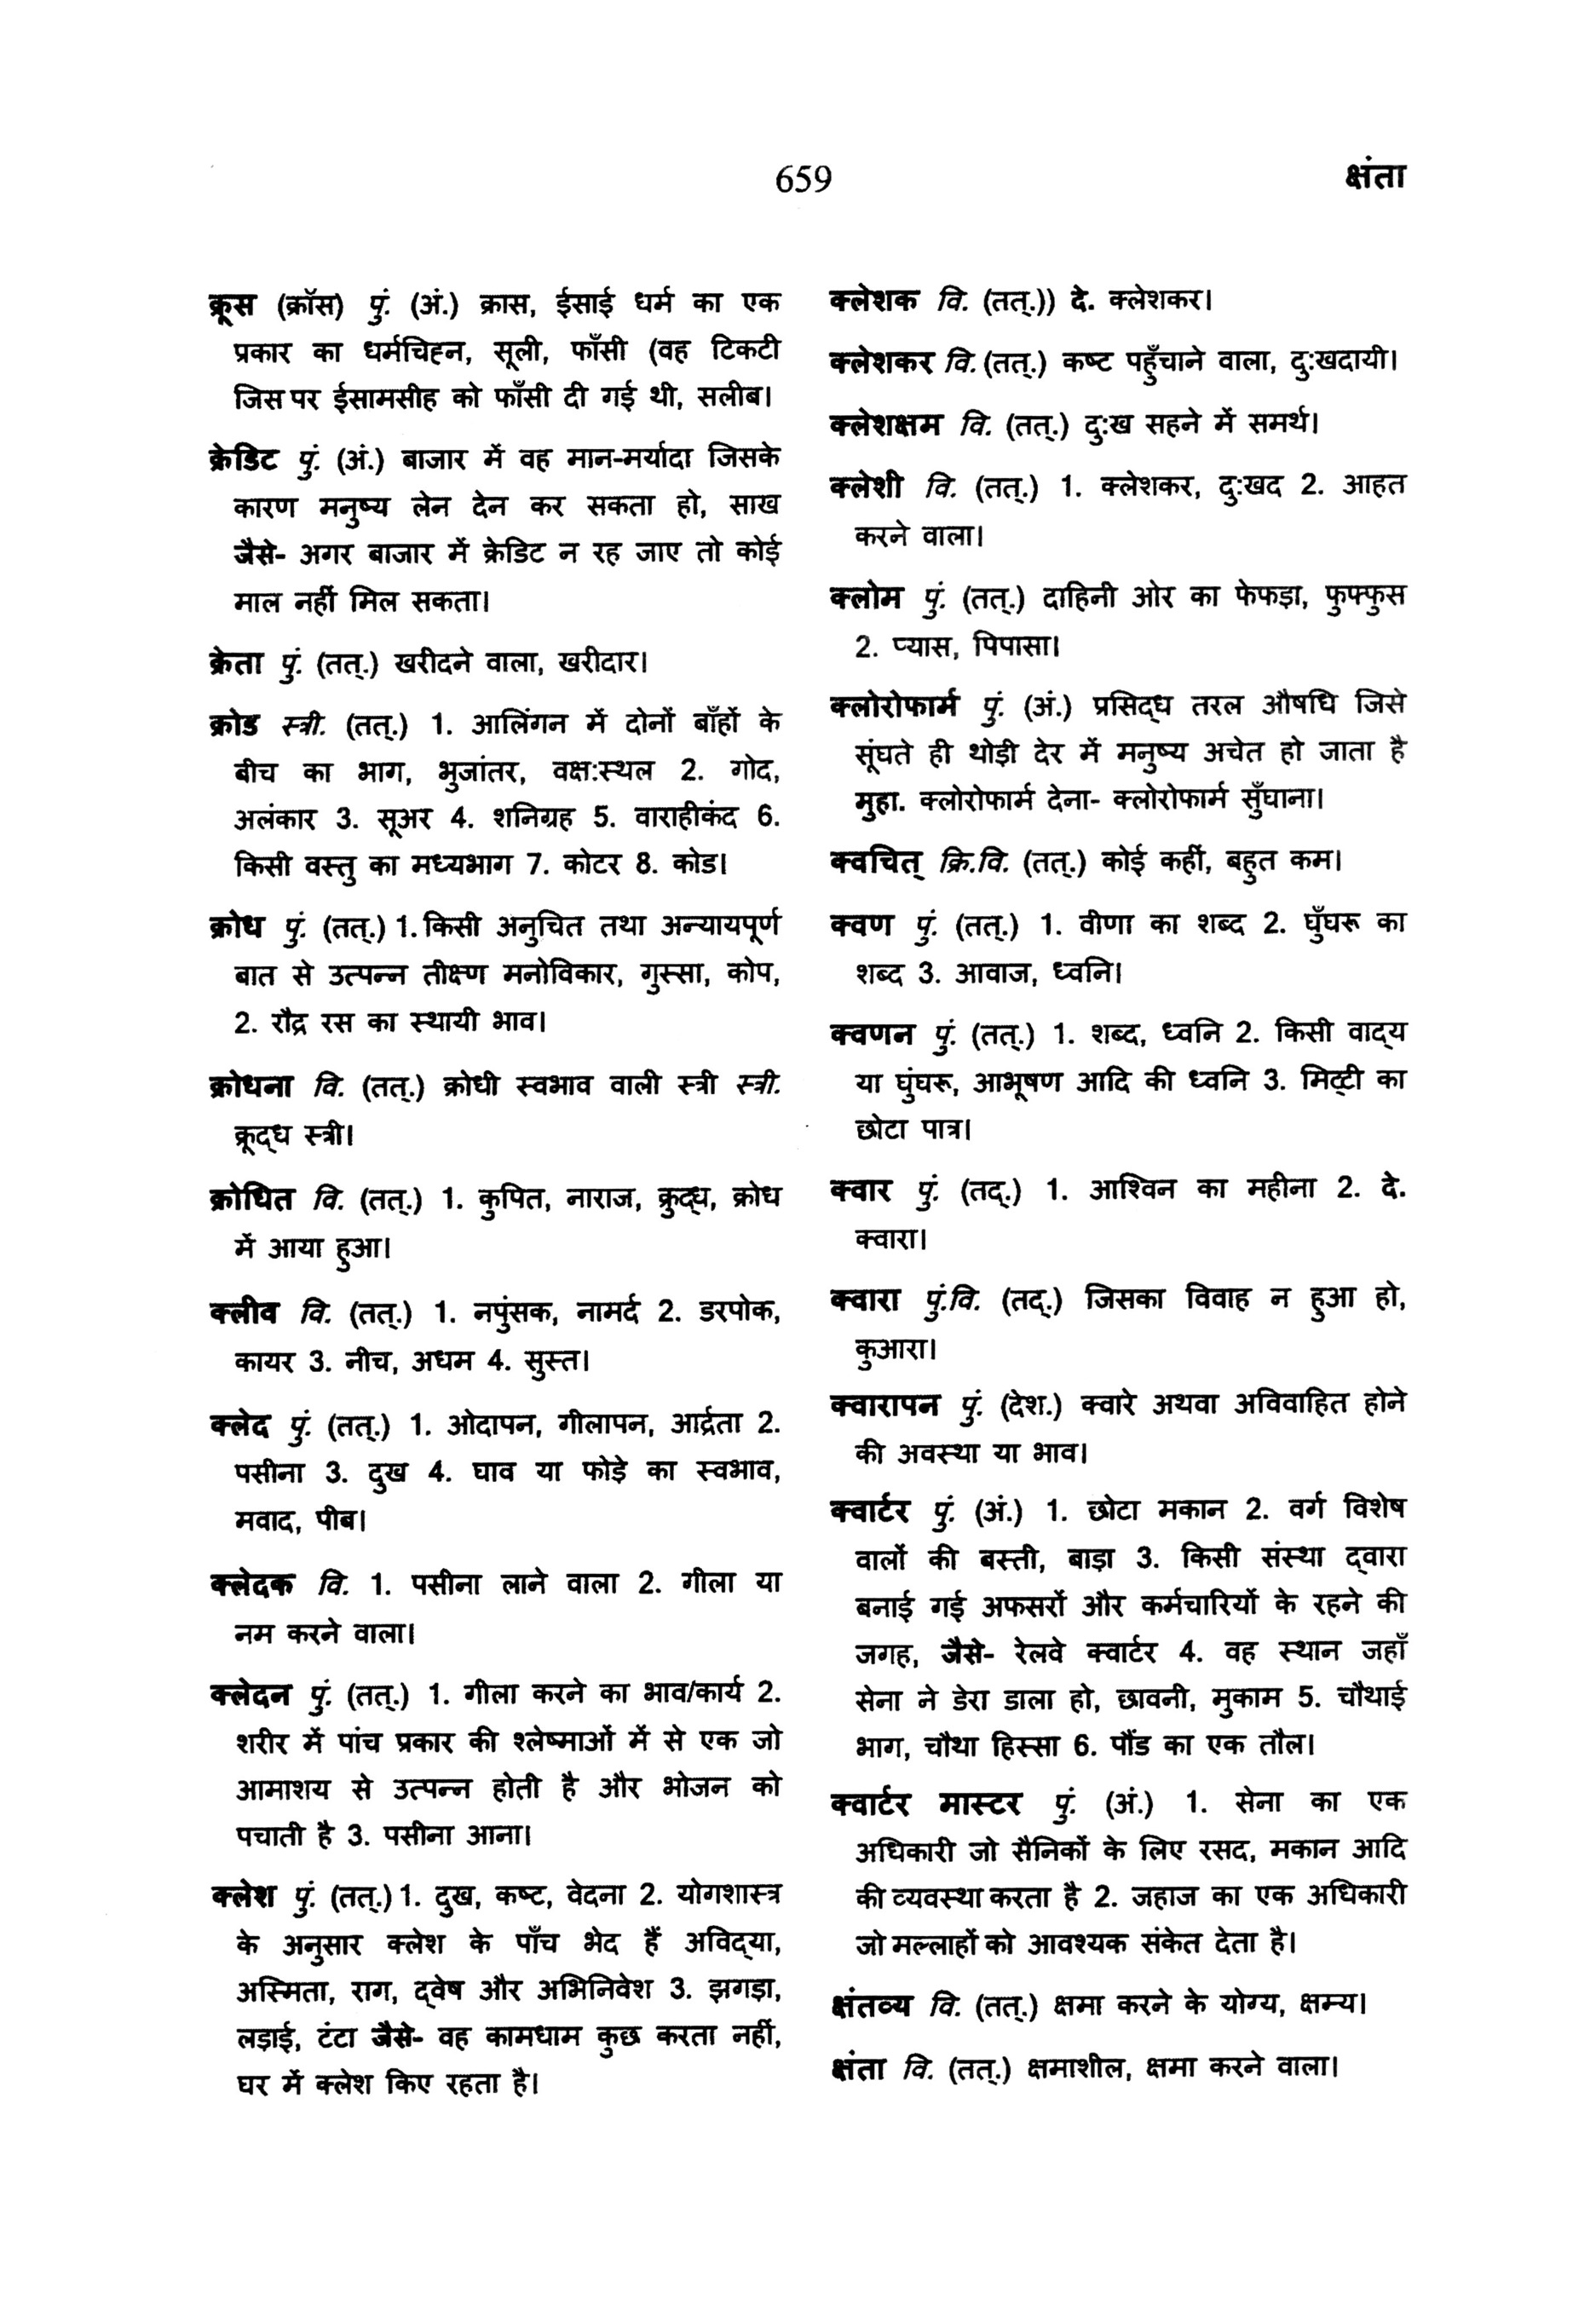 659
क्षंता
क्रूस (क्रॉस) पुं. (अं.) क्रास, ईसाई धर्म का एक
प्रकार का धर्मचिह्न, सूली, फाँसी (वह टिकटी
जिस पर ईसामसीह को फाँसी दी गई थी, सलीब।
क्रेडिट पुं. (अं.) बाजार में वह मान-मर्यादा जिसके
कारण मनुष्य लेन देन कर सकता हो, साख
जैसे- अगर बाजार में क्रेडिट न रह जाए तो कोई
माल नहीं मिल सकता।
क्रेता पुं. (तत्.) खरीदने वाला, खरीदार।
क्रोड स्त्री. (तत्.) 1. आलिंगन में दोनों बाँहों के
बीच का भाग, भुजांतर, वक्ष:स्थल 2. गोद,
अलंकार 3. सूअर 4. शनिग्रह 5. वाराहीकंद 6.
किसी वस्तु का मध्यभाग 7. कोटर 8. कोड।
क्रोध पुं. (तत्.) 1. किसी अनुचित तथा अन्यायपूर्ण
बात से उत्पन्न तीक्ष्ण मनोविकार, गुस्सा, कोप,
2. रौद्र रस का स्थायी भाव।
क्रोधना वि. (तत्.) क्रोधी स्वभाव वाली स्त्री स्त्री.
क्रूद्ध स्त्री।
क्रोधित वि. (तत्.) 1. कुपित, नाराज, क्रुद्ध, क्रोध
में आया हुआ।
क्लीव वि. (तत्.) 1. नपुंसक, नामर्द 2. डरपोक,
कायर 3. नीच, अधम 4. सुस्त।
क्लेद पुं. (तत्.) 1. ओदापन, गीलापन, आर्द्रता 2.
पसीना 3. दुख 4. घाव या फोड़े का स्वभाव,
मवाद, पीब।
क्लेदक वि. 1. पसीना लाने वाला 2. गीला या
नम करने वाला।
क्लेदन पुं. (तत्.) 1. गीला करने का भाव/कार्य 2.
शरीर में पांच प्रकार की श्लेष्माओं में से एक जो
आमाशय से उत्पन्न होती है और भोजन को
पचाती है 3. पसीना आना।
क्लेश पुं. (तत्.) 1. दुख, कष्ट, वेदना 2. योगशास्त्र
के अनुसार क्लेश के पाँच भेद हैं अविद्या,
अस्मिता, राग, द्वेष और अभिनिवेश 3. झगड़ा,
लड़ाई, टंटा जैसे- वह कामधाम कुछ करता नहीं,
घर में क्लेश किए रहता है।
क्लेशक वि. (तत्.)) दे. क्लेशकर।
क्लेशकर वि. (तत्.) कष्ट पहुँचाने वाला, दु:खदायी।
क्लेशक्षम वि. (तत्.) दु:ख सहने में समर्थ।
क्लेशी वि. (तत्.) 1. क्लेशकर, दु:खद 2. आहत
करने वाला।
क्लोम पुं. (तत्.) दाहिनी ओर का फेफड़ा, फुफ्फुस
2. प्यास, पिपासा।
क्लोरोफार्म पुं. (अं.) प्रसिद्ध तरल औषधि जिसे
सूंघते ही थोड़ी देर में मनुष्य अचेत हो जाता है
मुहा. क्लोरोफार्म देना- क्लोरोफार्म सुँघाना।
क्वचित् क्रि.वि. (तत्.) कोई कहीं, बहुत कम।
क्वण पुं. (तत्.) 1. वीणा का शब्द 2. घुँघरू का
शब्द 3. आवाज, ध्वनि।
क्वणन पुं. (तत्.) 1. शब्द, ध्वनि 2. किसी वाद्य
या घुंघरू, आभूषण आदि की ध्वनि 3. मिट्टी का
छोटा पात्र।
क्वार पुं. (तद्.) 1. आश्विन का महीना 2. दे.
क्वारा।
क्वारा पुं.वि. (तद्.) जिसका विवाह न हुआ हो,
कुआरा।
क्वारापन पुं. (देश.) क्वारे अथवा अविवाहित होने
की अवस्था या भाव।
क्वार्टर पुं. (अं.) 1. छोटा मकान 2. वर्ग विशेष
वालों की बस्ती, बाड़ा 3. किसी संस्था द्वारा
बनाई गई अफसरों और कर्मचारियों के रहने की
जगह, जैसे- रेलवे क्वार्टर 4. वह स्थान जहाँ
सेना ने डेरा डाला हो, छावनी, मुकाम 5. चौथाई
भाग, चौथा हिस्सा 6. पौंड का एक तौल।
क्वार्टर मास्टर पुं. (अं.) 1. सेना का एक
अधिकारी जो सैनिकों के लिए रसद, मकान आदि
की व्यवस्था करता है 2. जहाज का एक अधिकारी
जो मल्लाहों को आवश्यक संकेत देता है।
क्षंतव्य वि. (तत्.) क्षमा करने के योग्य, क्षम्य।
क्षंता वि. (तत्.) क्षमाशील, क्षमा करने वाला।